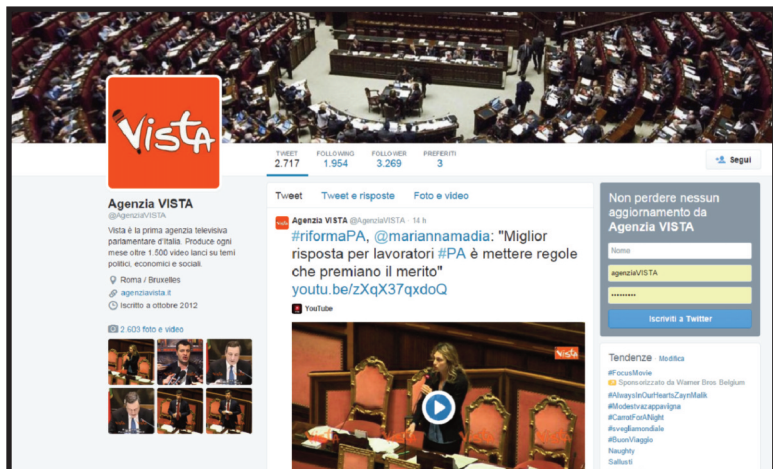 VISTA
TWEET
2.717
FOLLOWING
1.954
FOLLOWER
3.269
PREFERITI
3
Segui
Agenzia VISTA
@AgenziaVISTA
Vista è la prima agenzia televisiva
parlamentare d'Italia. Produce ogni
mese oltre 1.500 video lanci su temi
politici, economici e sociali.
Roma / Bruxelles
agenziavista.it
Iscritto a ottobre 2012
2.603 foto e video
Tweet Tweet e risposte Foto e video
Agenzia VISTA @AgenziaVISTA · 14 h
#riformaPA, @mariannamadia: "Miglior
risposta per lavoratori #PA è mettere regole
che premiano il merito"
youtu.be/zXqX37qxdoQ
YouTube
VISTA
Non perdere nessun
aggiornamento da
Agenzia VISTA
Nome
agenziaVISTA
•••••••••
Iscriviti a Twitter
Tendenze · Modifica
#FocusMovie
Sponsorizzato da Warner Bros Belgium
#AlwaysInOurHeartsZaynMalik
#Modestvazappavigna
#CarrotForANight
#svegliamondiale
#BuonViaggio
Naughty
Sallusti